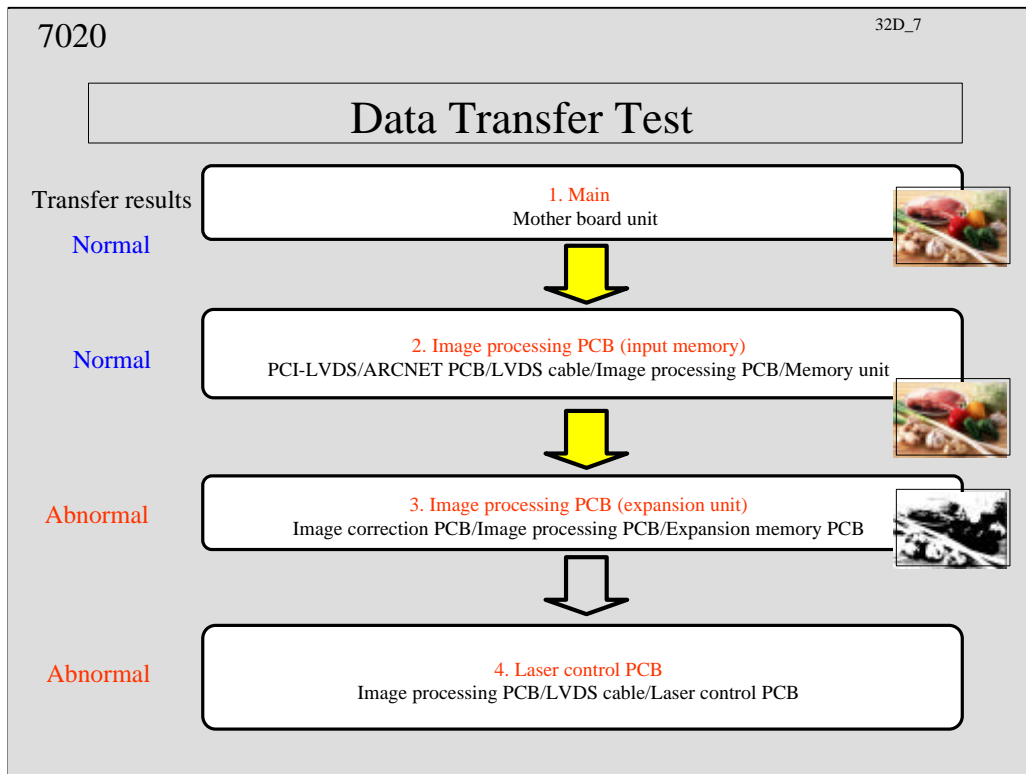 7020
32D_7
Data Transfer Test
Transfer results
1. Main
Mother board unit
Normal
2. Image processing PCB (input memory)
PCI-LVDS/ARCNET PCB/LVDS cable/Image processing PCB/Memory unit
Normal
3. Image processing PCB (expansion unit)
Image correction PCB/Image processing PCB/Expansion memory PCB
Abnormal
4. Laser control PCB
Image processing PCB/LVDS cable/Laser control PCB
Abnormal